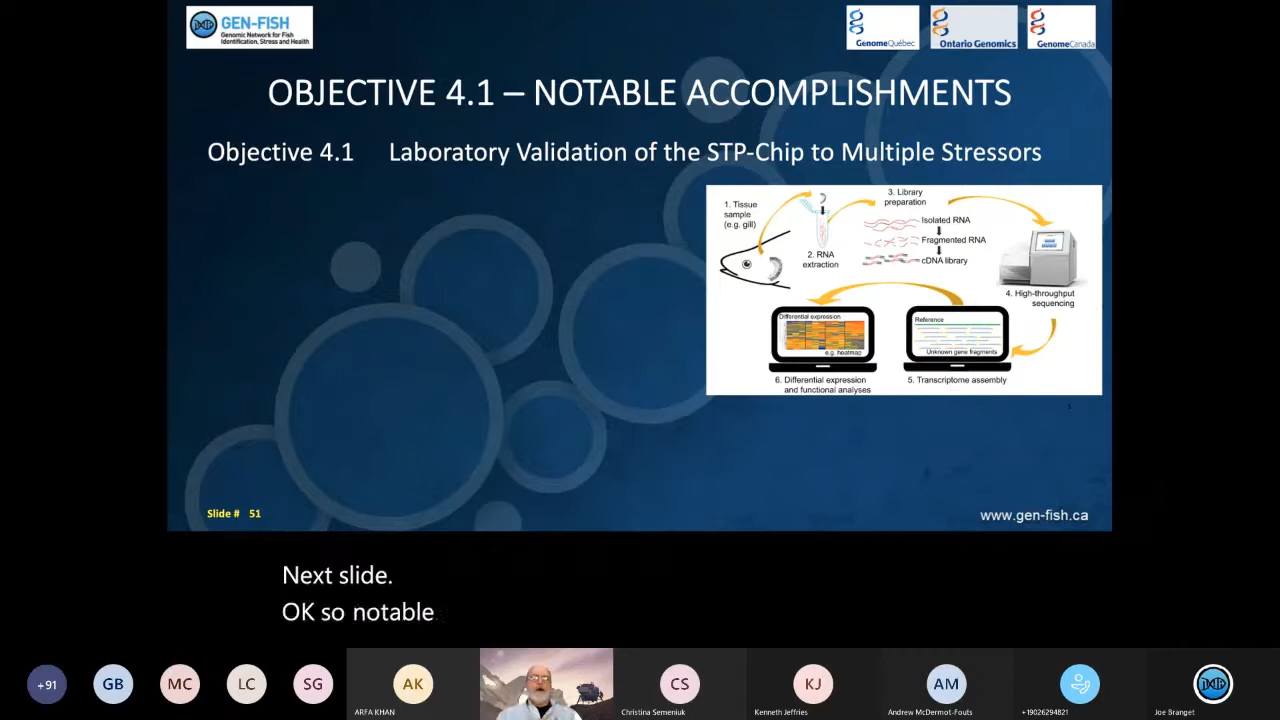 GEN-FISH
Genomic Network for Fish
Identification, Stress and Health
GenomeQuébec
Ontario Genomics
GenomeCanada
OBJECTIVE 4.1 – NOTABLE ACCOMPLISHMENTS
Objective 4.1 Laboratory Validation of the STP-Chip to Multiple Stressors
1. Tissue
sample
(e.g. gill)
2. RNA
extraction
3. Library
preparation
Isolated RNA
Fragmented RNA
cDNA library
4. High-throughput
sequencing
Reference
Unknown gene fragments
5. Transcriptome assembly
Differential expression
e.g. heatmap
6. Differential expression
and functional analyses
Slide # 51
www.gen-fish.ca
Next slide.
OK so notable
+91
GB
MC
LC
SG
AK
ARFA KHAN
CS
Christina Semeniuk
KJ
Kenneth Jeffries
AM
Andrew McDermot-Fouts
+19026294821
Joe Branget